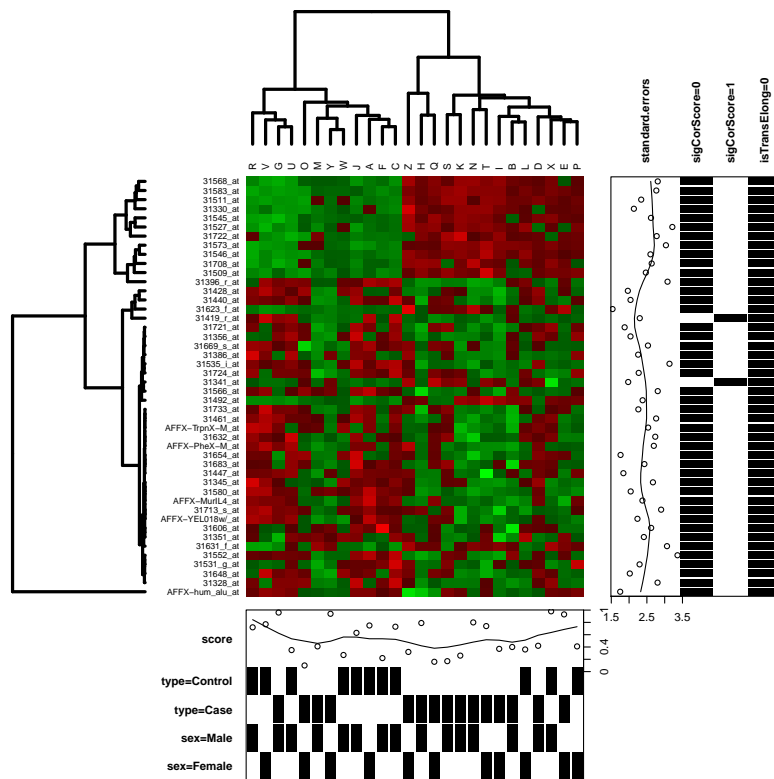 R V G U O M Y W J A F C Z H Q S K N T I B L D X E P
standard.errors
sigCorScore=0
sigCorScore=1
isTransElong=0
31568_at
31583_at
31511_at
31330_at
31545_at
31527_at
31722_at
31573_at
31546_at
31708_at
31509_at
31396_r_at
31428_at
31440_at
31623_f_at
31419_r_at
31721_at
31356_at
31669_s_at
31386_at
31535_i_at
31724_at
31341_at
31566_at
31492_at
31733_at
31461_at
AFFX-TrpnX-M_at
31632_at
AFFX-PheX-M_at
31654_at
31683_at
31447_at
31345_at
31580_at
AFFX-MurIL4_at
31713_s_at
AFFX-YEL018w/_at
31606_at
31351_at
31631_f_at
31552_at
31531_g_at
31648_at
31328_at
AFFX-hum_alu_at
1.5 2.5 3.5
score
0 0.4 1
type=Control
type=Case
sex=Male
sex=Female